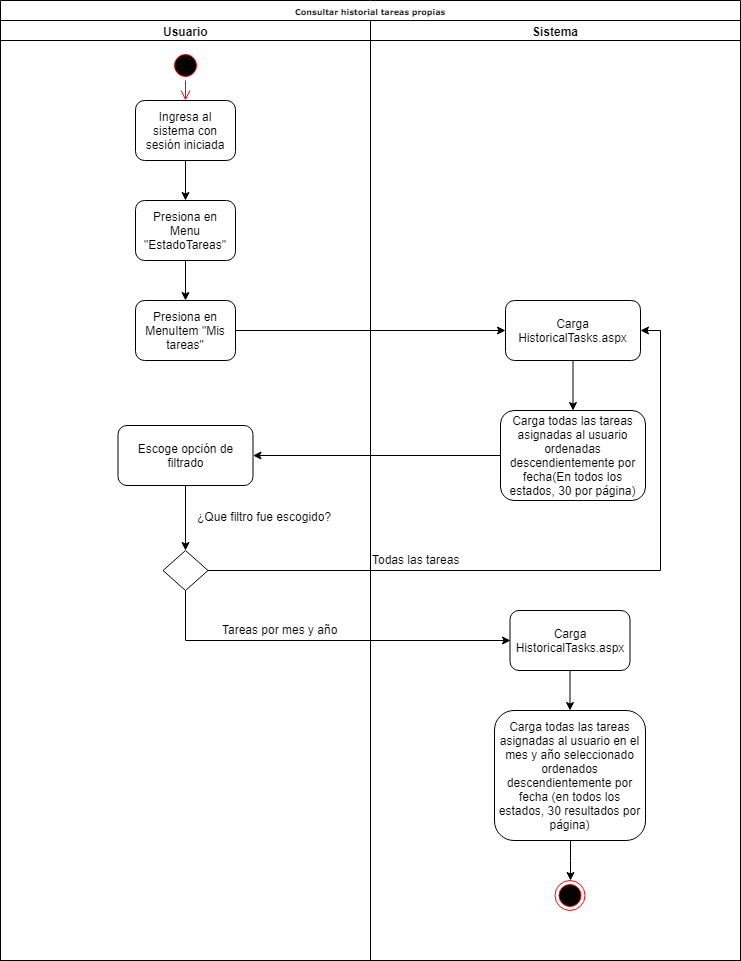 Consultar historial tareas propias
Usuario
Sistema
Ingresa al
sistema con
sesión iniciada
Presiona en
Menu
"EstadoTareas"
Presiona en
MenuItem "Mis
tareas"
Carga
HistoricalTasks.aspx
Carga todas las tareas
asignadas al usuario
ordenadas
descendientemente por
fecha(En todos los
estados, 30 por página)
Escoge opción de
filtrado
¿Que filtro fue escogido?
Todas las tareas
Tareas por mes y año
Carga
HistoricalTasks.aspx
Carga todas las tareas
asignadas al usuario en el
mes y año seleccionado
ordenados
descendientemente por
fecha (en todos los
estados, 30 resultados por
página)